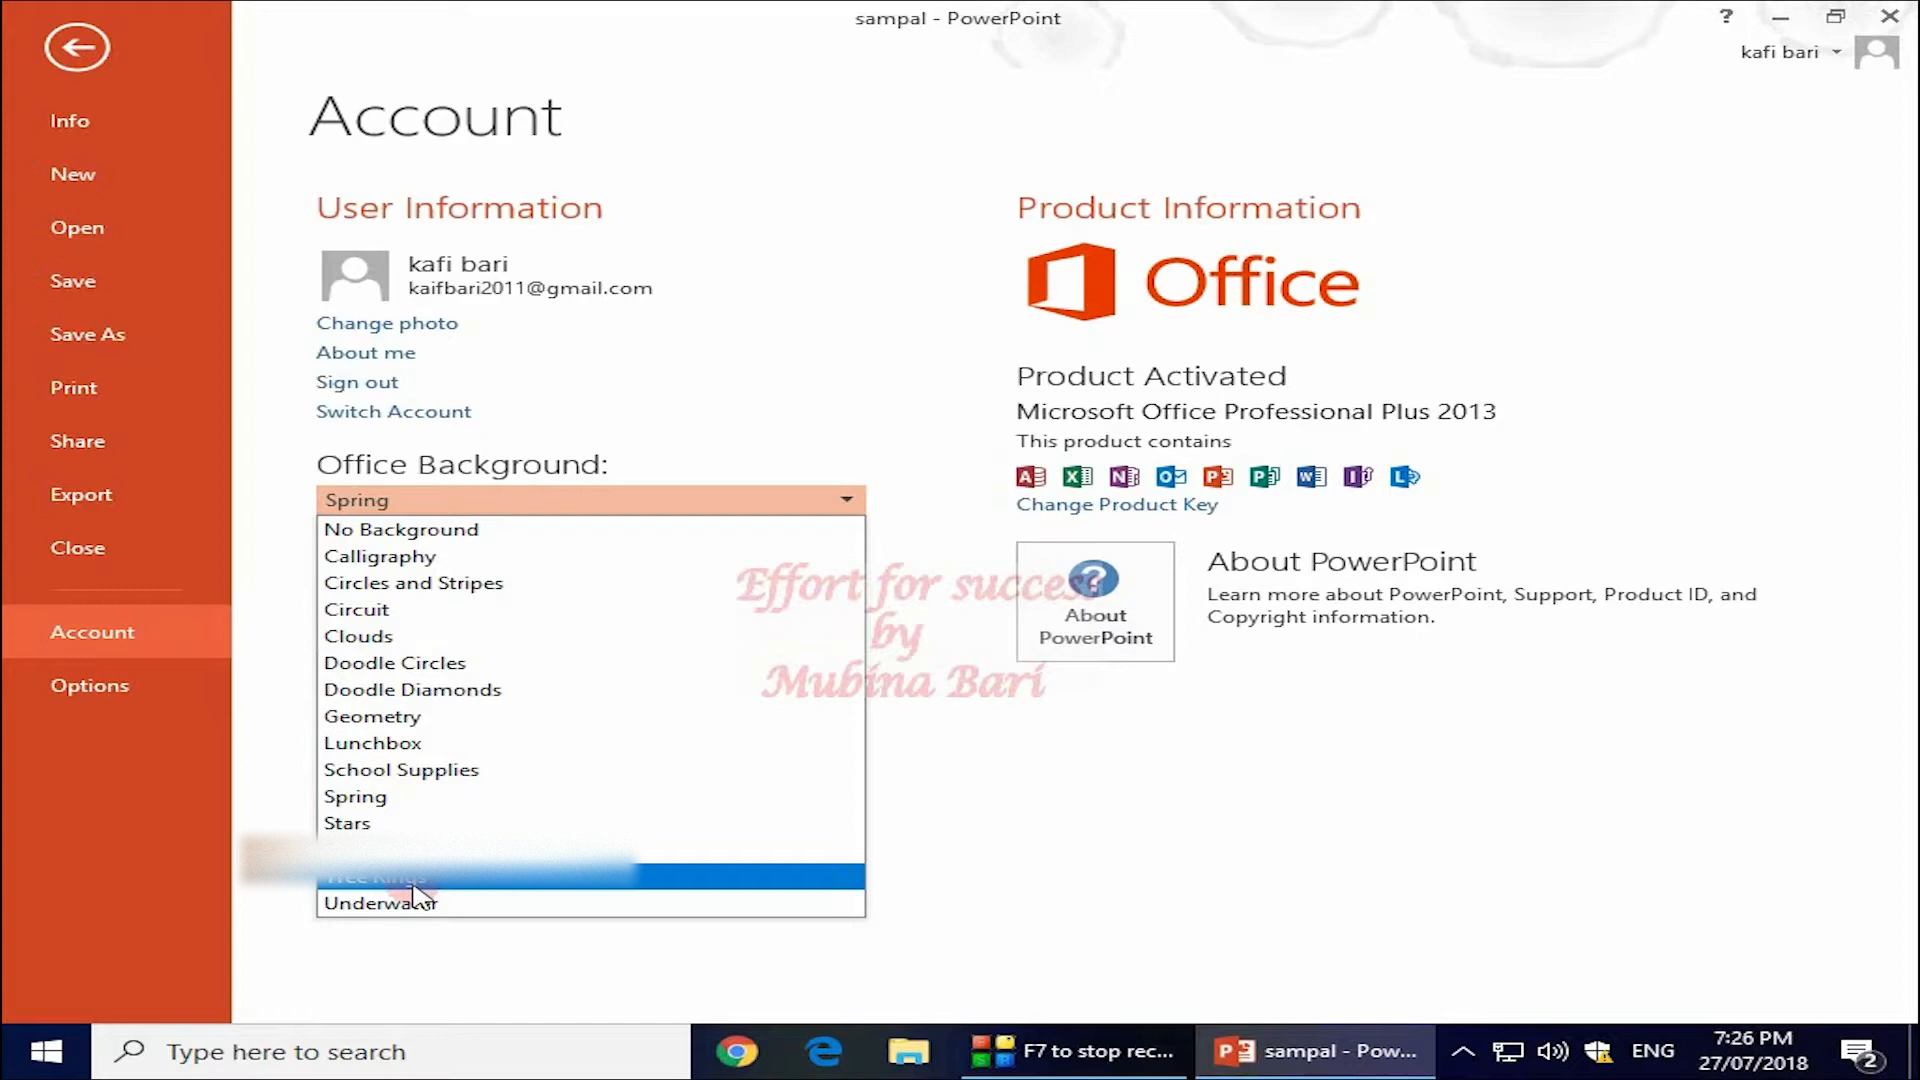 sampal - PowerPoint
?
kafi bari
Info
New
Open
Save
Save As
Print
Share
Export
Close
Account
Options
Account
User Information
kafi bari
kaifbari2011@gmail.com
Change photo
About me
Sign out
Switch Account
Office Background:
Spring
No Background
Calligraphy
Circles and Stripes
Circuit
Clouds
Doodle Circles
Doodle Diamonds
Geometry
Lunchbox
School Supplies
Spring
Stars
Tree Rings
Underwater
Product Information
Office
Product Activated
Microsoft Office Professional Plus 2013
This product contains
Change Product Key
?
About
PowerPoint
About PowerPoint
Learn more about PowerPoint, Support, Product ID, and
Copyright information.
Effort for success
by
Mubina Bari
Type here to search
F7 to stop rec...
sampal - Pow...
ENG
7:26 PM
27/07/2018
2